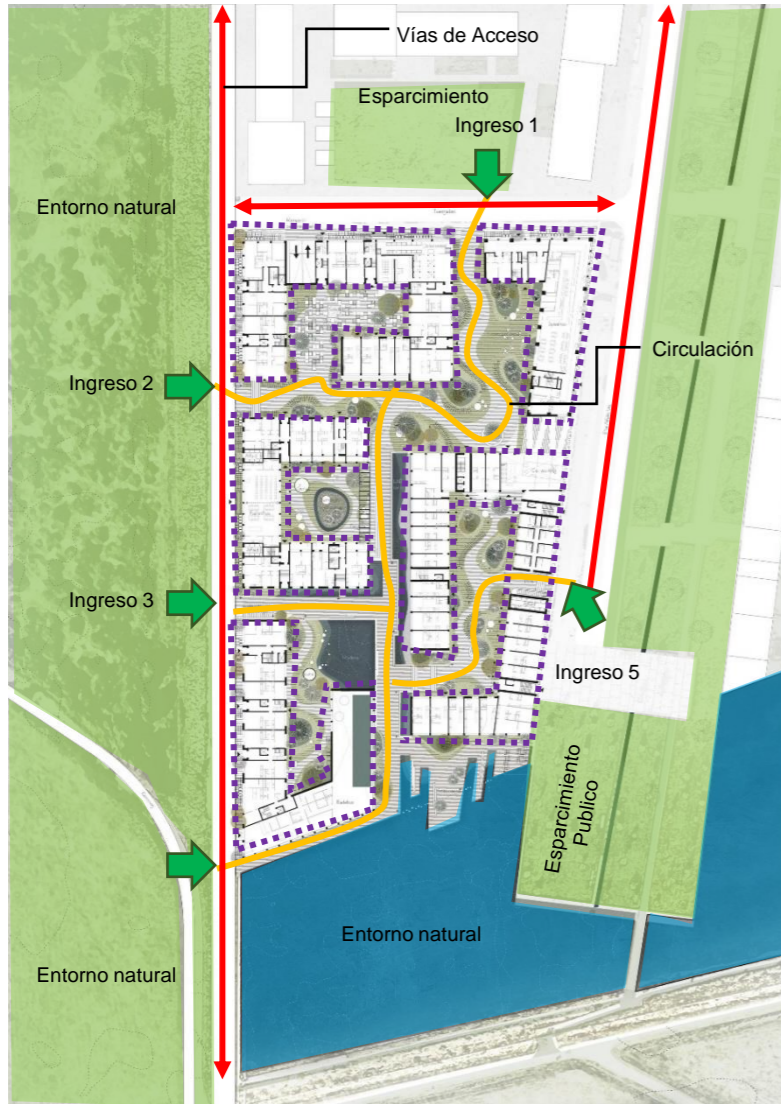 Vías de Acceso
Esparcimiento
Ingreso 1
Entorno natural
Circulación
Ingreso 2
Ingreso 3
Ingreso 5
Esparcimiento
Publico
Entorno natural
Entorno natural